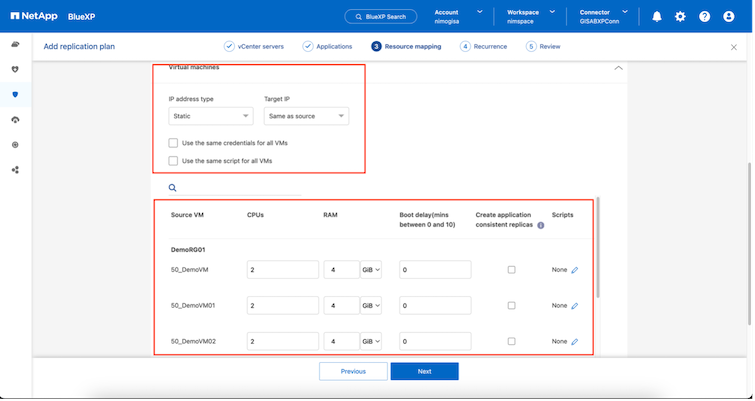 NetApp BlueXP
BlueXP Search
Account
nimogisa
Workspace
nimspace
Connector
GISABXPConn
Add replication plan
vCenter servers
Applications
3 Resource mapping
4 Recurrence
5 Review
Virtual machines
IP address type
Target IP
Static
Same as source
Use the same credentials for all VMs
Use the same script for all VMs
Source VM
CPUs
RAM
Boot delay(mins
between 0 and 10)
Create application
consistent replicas
Scripts
DemoRG01
50_DemoVM 2 4 GiB 0 None
50_DemoVM01 2 4 GiB 0 None
50_DemoVM02 2 4 GiB 0 None
Previous
Next